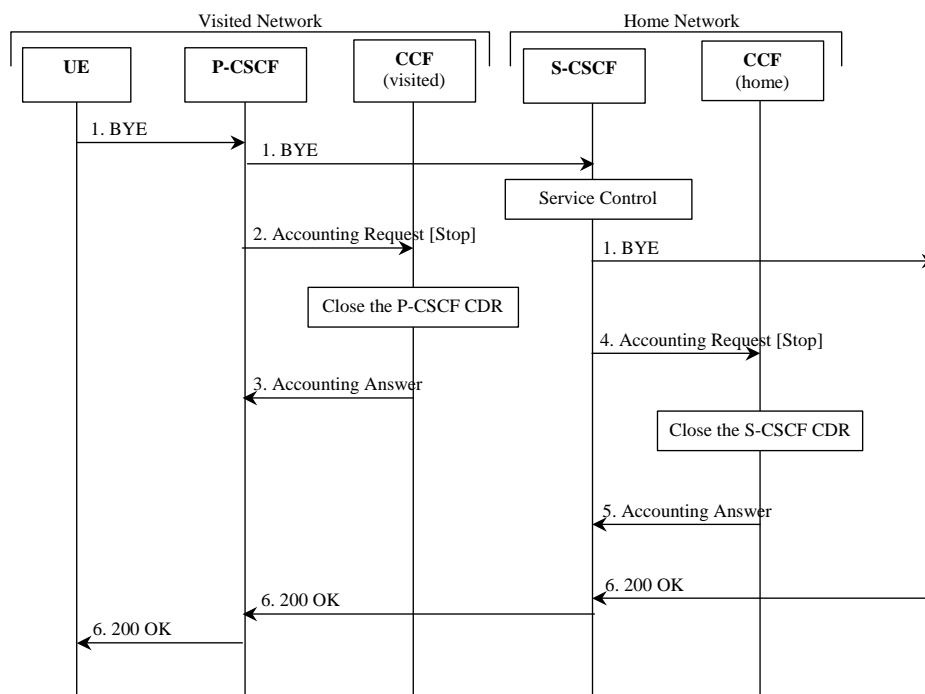 Visited Network
Home Network
UE
P-CSCF
CCF
(visited)
S-CSCF
CCF
(home)
1. BYE
1. BYE
Service Control
2. Accounting Request [Stop]
1. BYE
Close the P-CSCF CDR
4. Accounting Request [Stop]
3. Accounting Answer
Close the S-CSCF CDR
5. Accounting Answer
6. 200 OK
6. 200 OK
6. 200 OK